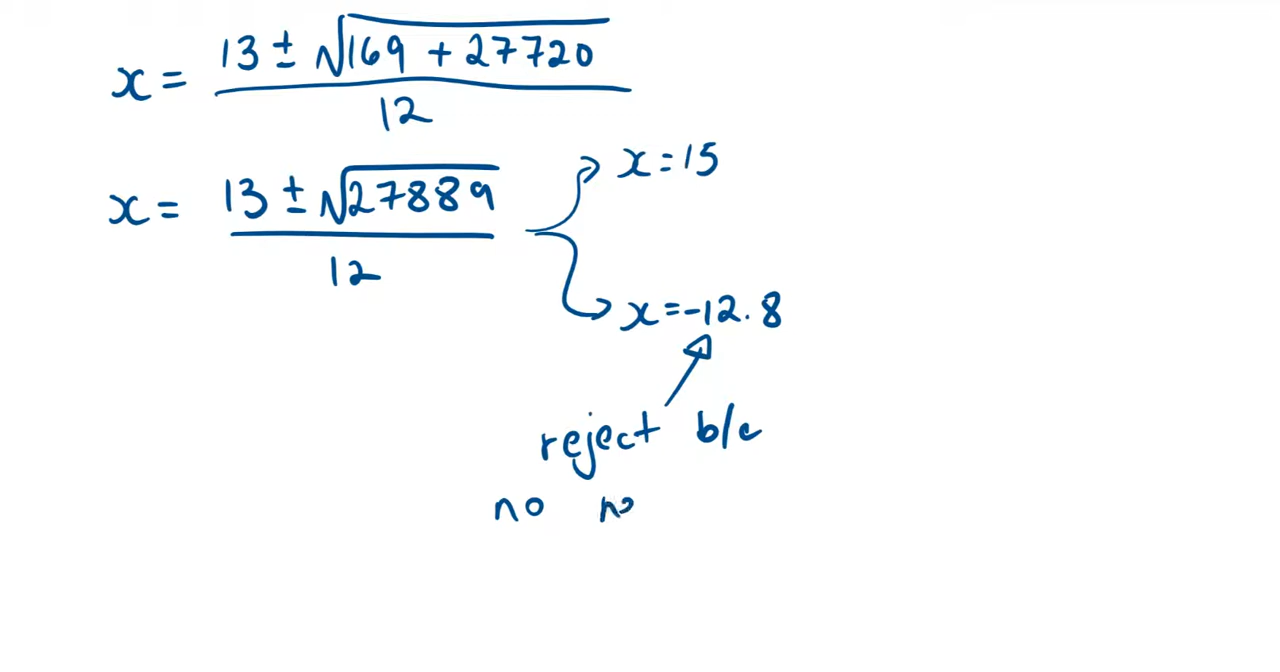 x = 13 ± √169 + 27720 / 12
x = 13 ± √27889 / 12
x = 15
x = -12.8
reject b/c
no